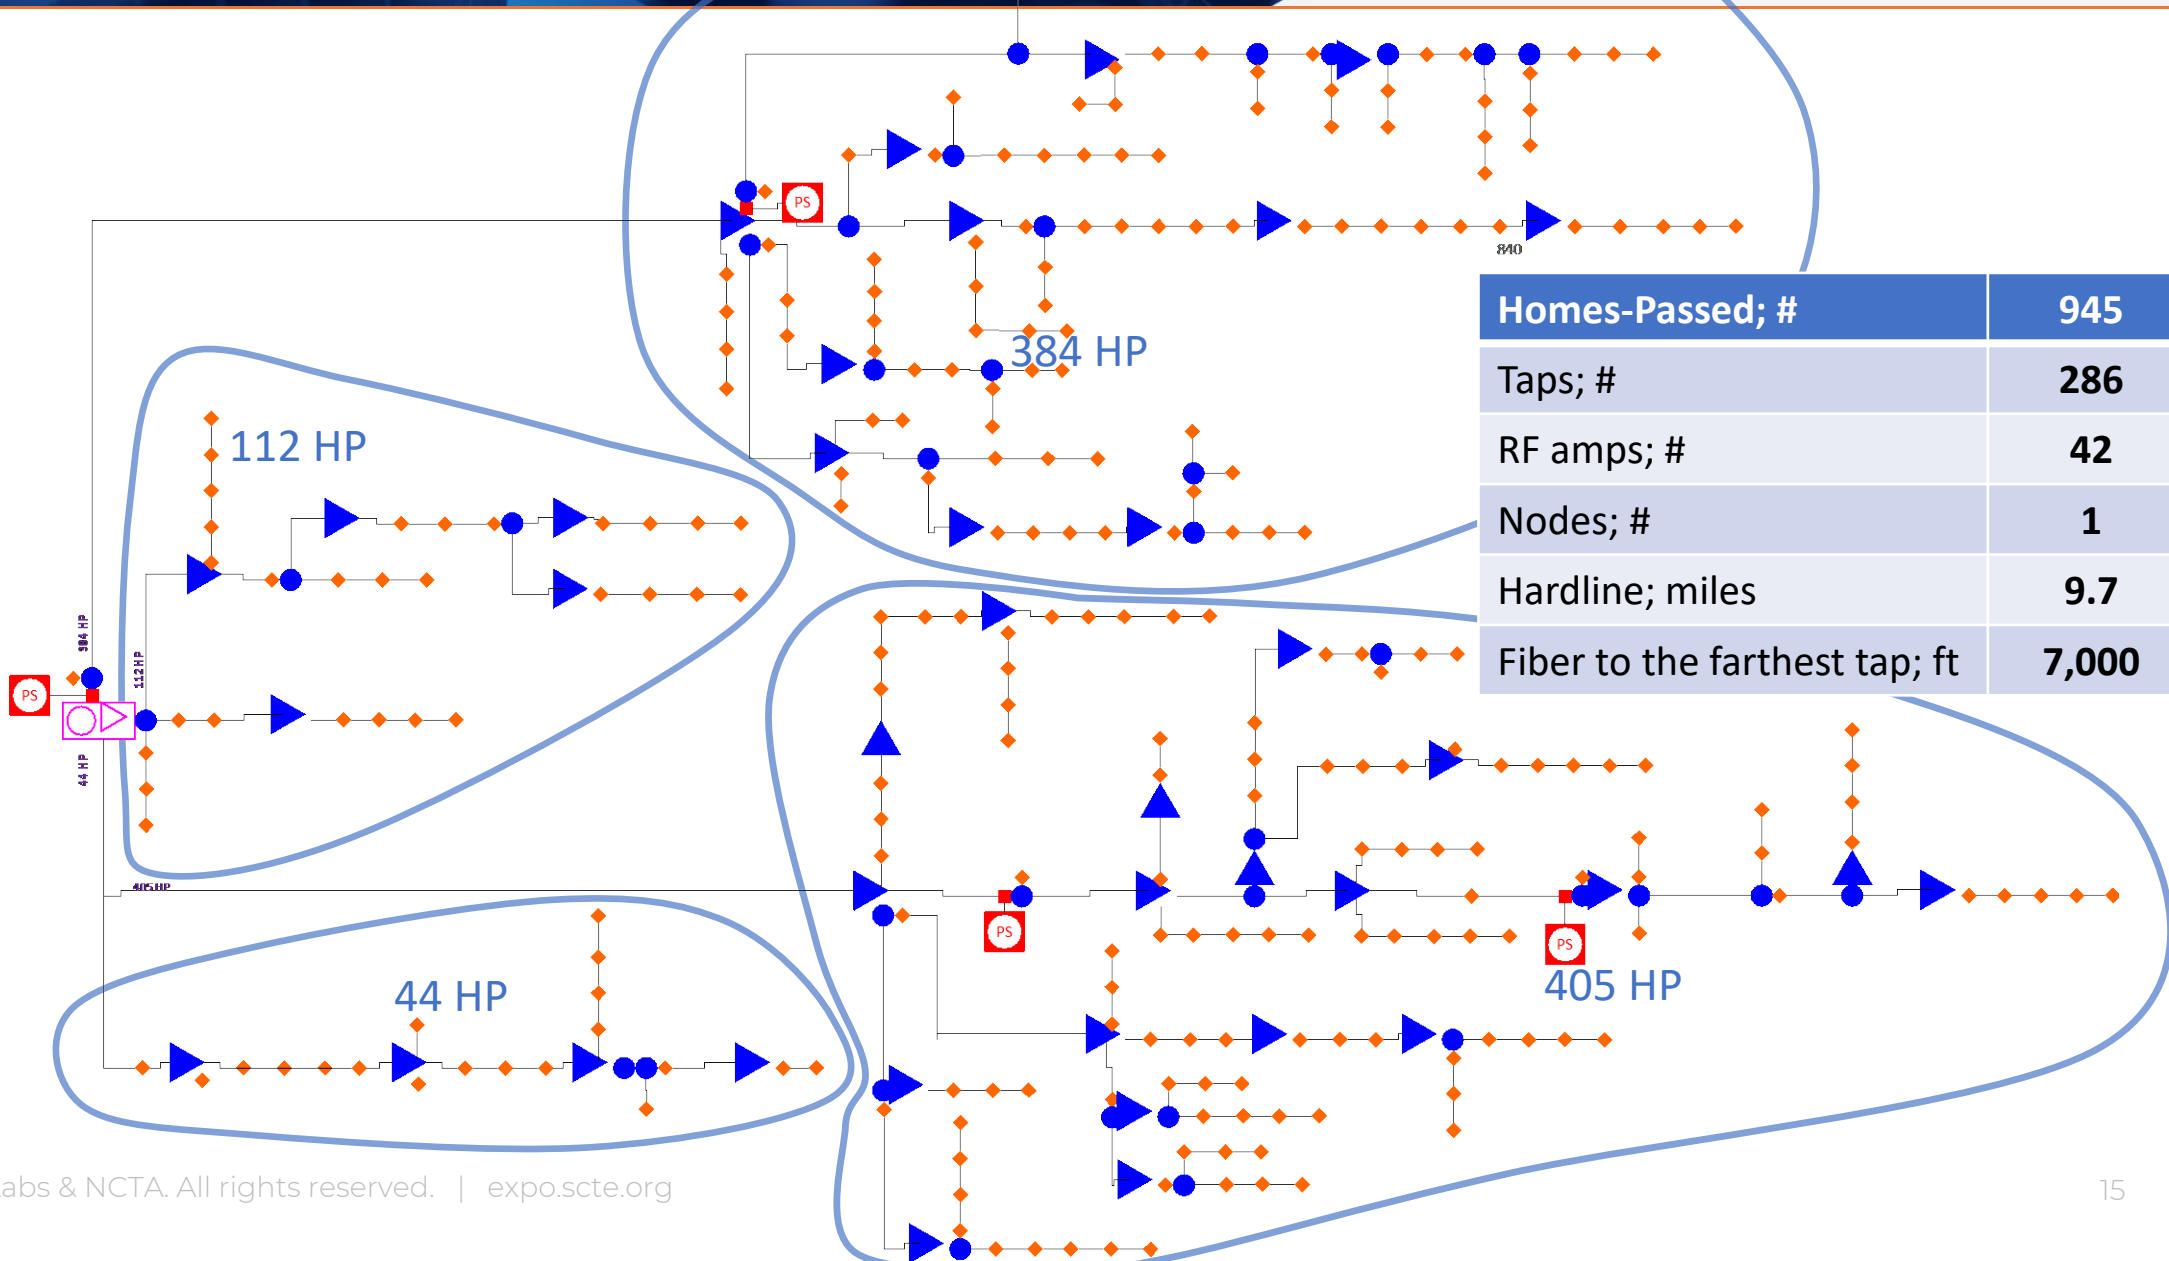 PS
840
384 HP
Homes-Passed; # 945
Taps; # 286
RF amps; # 42
Nodes; # 1
Hardline; miles 9.7
Fiber to the farthest tap; ft 7,000
112 HP
384 HP
112 HP
PS
44 HP
405 HP
PS
PS
405 HP
44 HP
abs & NCTA. All rights reserved. | expo.scte.org
15